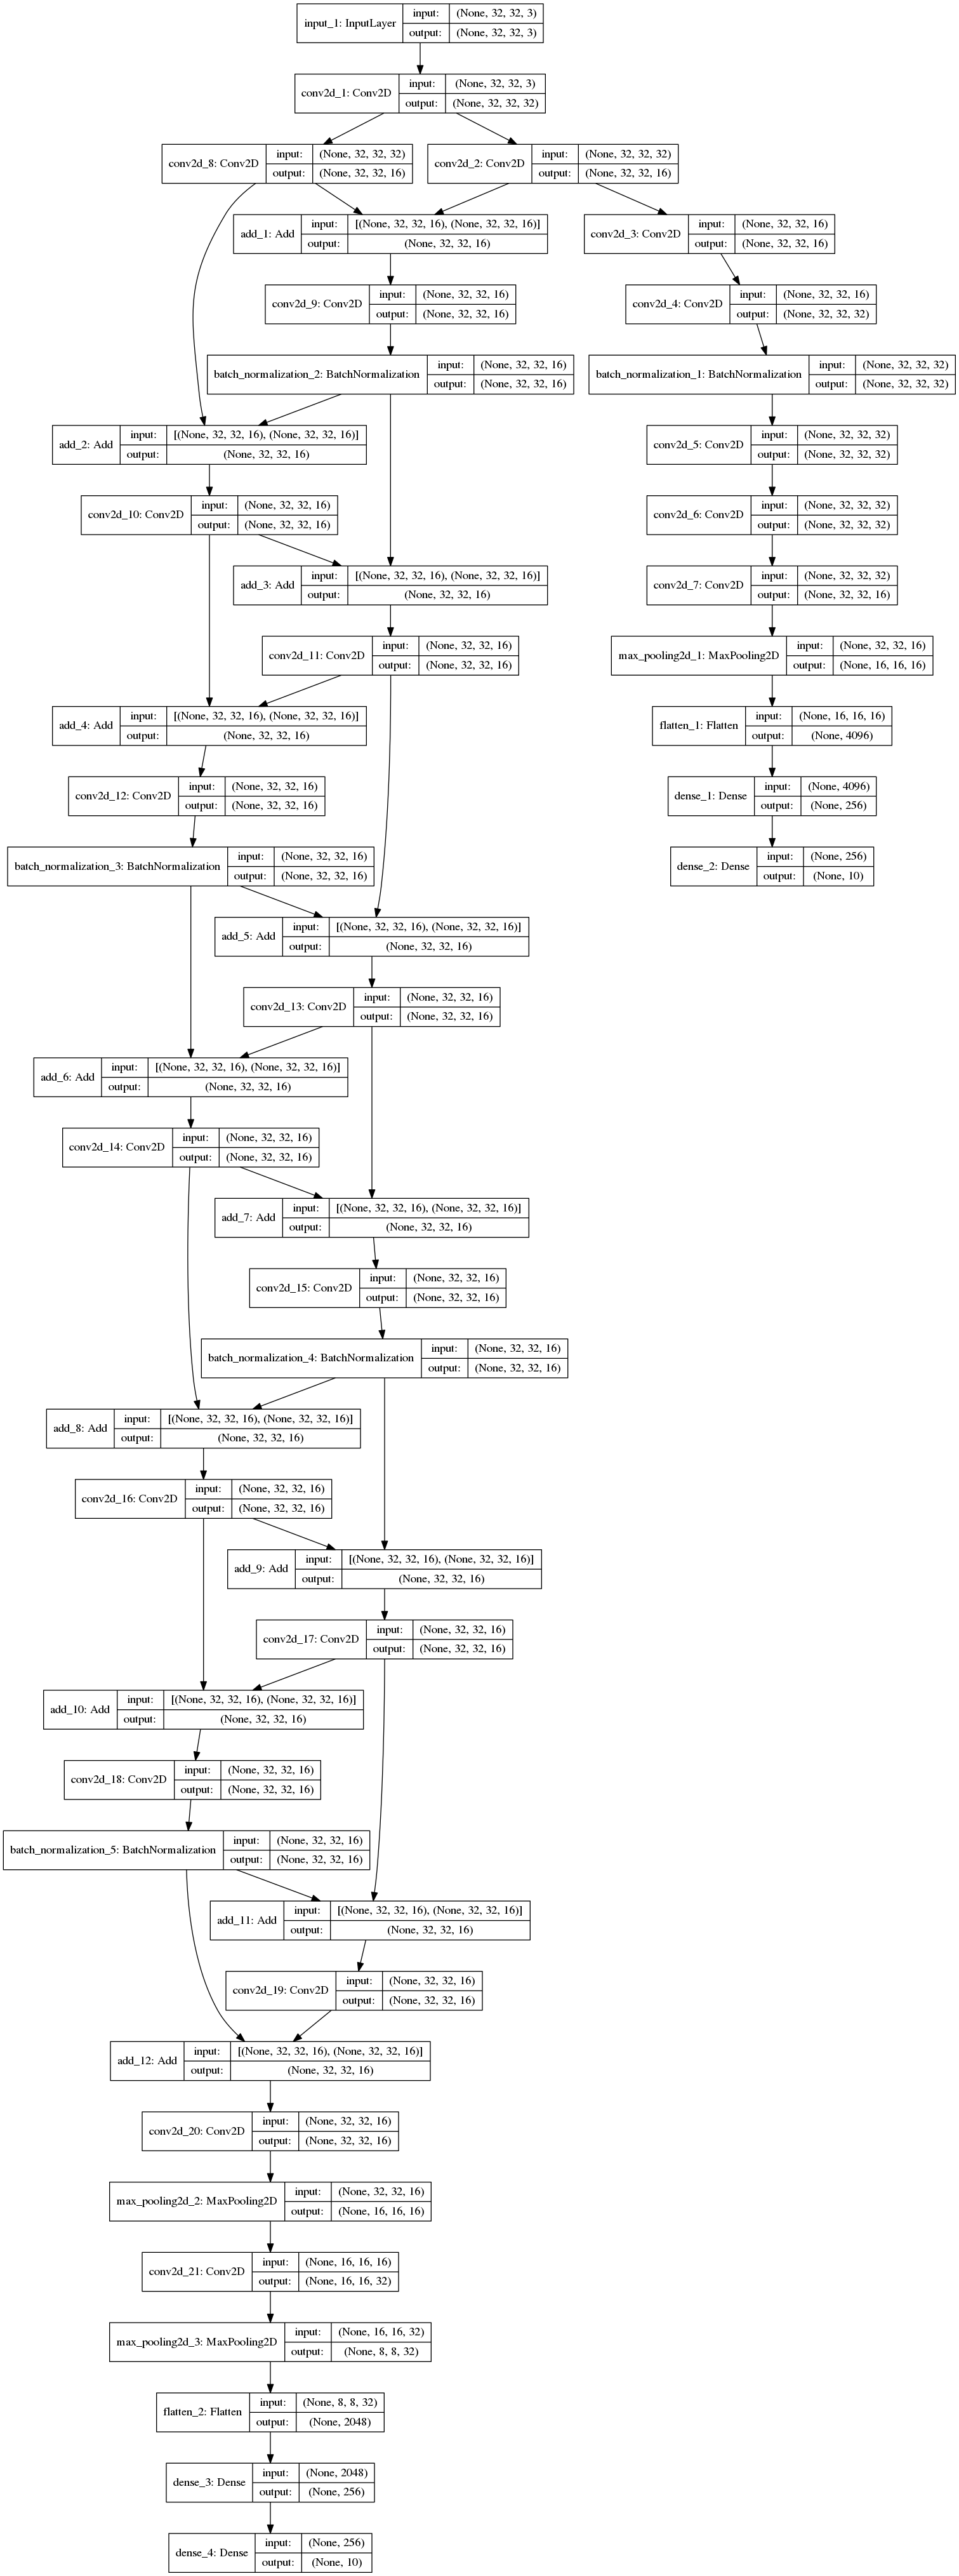 input_1: InputLayer
input: (None, 32, 32, 3)
output: (None, 32, 32, 3)
conv2d_1: Conv2D
input: (None, 32, 32, 3)
output: (None, 32, 32, 32)
conv2d_8: Conv2D
input: (None, 32, 32, 32)
output: (None, 32, 32, 16)
conv2d_2: Conv2D
input: (None, 32, 32, 32)
output: (None, 32, 32, 16)
add_1: Add
input: [(None, 32, 32, 16), (None, 32, 32, 16)]
output: (None, 32, 32, 16)
conv2d_3: Conv2D
input: (None, 32, 32, 16)
output: (None, 32, 32, 16)
conv2d_9: Conv2D
input: (None, 32, 32, 16)
output: (None, 32, 32, 16)
conv2d_4: Conv2D
input: (None, 32, 32, 16)
output: (None, 32, 32, 32)
batch_normalization_2: BatchNormalization
input: (None, 32, 32, 16)
output: (None, 32, 32, 16)
batch_normalization_1: BatchNormalization
input: (None, 32, 32, 32)
output: (None, 32, 32, 32)
add_2: Add
input: [(None, 32, 32, 16), (None, 32, 32, 16)]
output: (None, 32, 32, 16)
conv2d_5: Conv2D
input: (None, 32, 32, 32)
output: (None, 32, 32, 32)
conv2d_10: Conv2D
input: (None, 32, 32, 16)
output: (None, 32, 32, 16)
conv2d_6: Conv2D
input: (None, 32, 32, 32)
output: (None, 32, 32, 32)
add_3: Add
input: [(None, 32, 32, 16), (None, 32, 32, 16)]
output: (None, 32, 32, 16)
conv2d_7: Conv2D
input: (None, 32, 32, 32)
output: (None, 32, 32, 16)
conv2d_11: Conv2D
input: (None, 32, 32, 16)
output: (None, 32, 32, 16)
max_pooling2d_1: MaxPooling2D
input: (None, 32, 32, 16)
output: (None, 16, 16, 16)
add_4: Add
input: [(None, 32, 32, 16), (None, 32, 32, 16)]
output: (None, 32, 32, 16)
flatten_1: Flatten
input: (None, 16, 16, 16)
output: (None, 4096)
conv2d_12: Conv2D
input: (None, 32, 32, 16)
output: (None, 32, 32, 16)
dense_1: Dense
input: (None, 4096)
output: (None, 256)
batch_normalization_3: BatchNormalization
input: (None, 32, 32, 16)
output: (None, 32, 32, 16)
dense_2: Dense
input: (None, 256)
output: (None, 10)
add_5: Add
input: [(None, 32, 32, 16), (None, 32, 32, 16)]
output: (None, 32, 32, 16)
conv2d_13: Conv2D
input: (None, 32, 32, 16)
output: (None, 32, 32, 16)
add_6: Add
input: [(None, 32, 32, 16), (None, 32, 32, 16)]
output: (None, 32, 32, 16)
conv2d_14: Conv2D
input: (None, 32, 32, 16)
output: (None, 32, 32, 16)
add_7: Add
input: [(None, 32, 32, 16), (None, 32, 32, 16)]
output: (None, 32, 32, 16)
conv2d_15: Conv2D
input: (None, 32, 32, 16)
output: (None, 32, 32, 16)
batch_normalization_4: BatchNormalization
input: (None, 32, 32, 16)
output: (None, 32, 32, 16)
add_8: Add
input: [(None, 32, 32, 16), (None, 32, 32, 16)]
output: (None, 32, 32, 16)
conv2d_16: Conv2D
input: (None, 32, 32, 16)
output: (None, 32, 32, 16)
add_9: Add
input: [(None, 32, 32, 16), (None, 32, 32, 16)]
output: (None, 32, 32, 16)
conv2d_17: Conv2D
input: (None, 32, 32, 16)
output: (None, 32, 32, 16)
add_10: Add
input: [(None, 32, 32, 16), (None, 32, 32, 16)]
output: (None, 32, 32, 16)
conv2d_18: Conv2D
input: (None, 32, 32, 16)
output: (None, 32, 32, 16)
batch_normalization_5: BatchNormalization
input: (None, 32, 32, 16)
output: (None, 32, 32, 16)
add_11: Add
input: [(None, 32, 32, 16), (None, 32, 32, 16)]
output: (None, 32, 32, 16)
conv2d_19: Conv2D
input: (None, 32, 32, 16)
output: (None, 32, 32, 16)
add_12: Add
input: [(None, 32, 32, 16), (None, 32, 32, 16)]
output: (None, 32, 32, 16)
conv2d_20: Conv2D
input: (None, 32, 32, 16)
output: (None, 32, 32, 16)
max_pooling2d_2: MaxPooling2D
input: (None, 32, 32, 16)
output: (None, 16, 16, 16)
conv2d_21: Conv2D
input: (None, 16, 16, 16)
output: (None, 16, 16, 32)
max_pooling2d_3: MaxPooling2D
input: (None, 16, 16, 32)
output: (None, 8, 8, 32)
flatten_2: Flatten
input: (None, 8, 8, 32)
output: (None, 2048)
dense_3: Dense
input: (None, 2048)
output: (None, 256)
dense_4: Dense
input: (None, 256)
output: (None, 10)